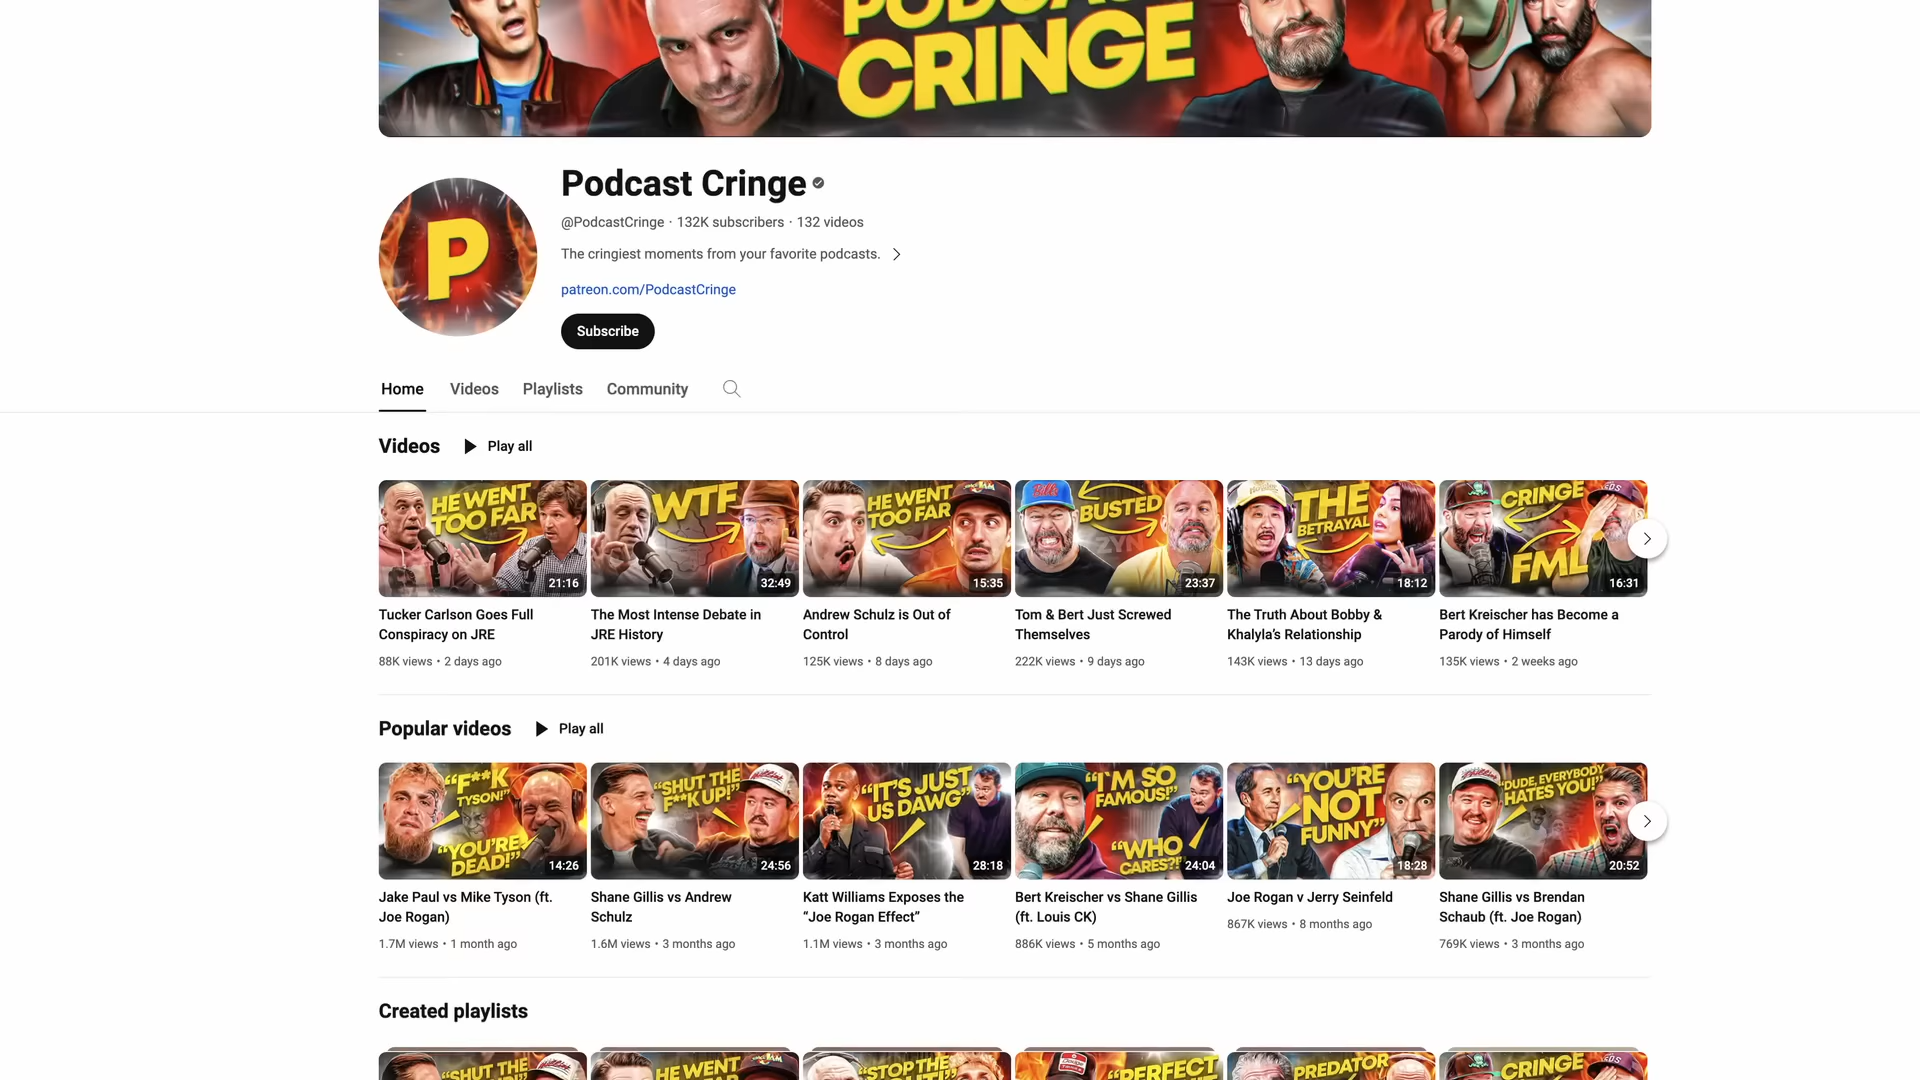 PODCAST
CRINGE
P
Podcast Cringe
@PodcastCringe · 132K subscribers · 132 videos
The cringiest moments from your favorite podcasts.
patreon.com/PodcastCringe
Subscribe
Home Videos Playlists Community
Videos Play all
HE WENT
TOO FAR
21:16
WTF
32:49
HE WENT
TOO FAR
15:35
Bills
BUSTED
23:37
THE
BETRAYAL
18:12
CRINGE
FML
16:31
Tucker Carlson Goes Full
Conspiracy on JRE
88K views • 2 days ago
The Most Intense Debate in
JRE History
201K views • 4 days ago
Andrew Schulz is Out of
Control
125K views • 8 days ago
Tom & Bert Just Screwed
Themselves
222K views • 9 days ago
The Truth About Bobby &
Khalyla’s Relationship
143K views • 13 days ago
Bert Kreischer has Become a
Parody of Himself
135K views • 2 weeks ago
Popular videos Play all
“F**K
TYSON!”
“YOU’RE
DEAD!”
14:26
“SHUT THE
F**K UP!”
24:56
“IT’S JUST
US DAWG”
28:18
“I’M SO
FAMOUS!”
“WHO
CARES?!”
24:04
“YOU’RE
NOT
FUNNY”
18:28
“DUDE, EVERYBODY
HATES YOU!”
20:52
Jake Paul vs Mike Tyson (ft.
Joe Rogan)
1.7M views • 1 month ago
Shane Gillis vs Andrew
Schulz
1.6M views • 3 months ago
Katt Williams Exposes the
“Joe Rogan Effect”
1.1M views • 3 months ago
Bert Kreischer vs Shane Gillis
(ft. Louis CK)
886K views • 5 months ago
Joe Rogan v Jerry Seinfeld
867K views • 8 months ago
Shane Gillis vs Brendan
Schaub (ft. Joe Rogan)
769K views • 3 months ago
Created playlists
“SHUT THE
HE WENT
“STOP THE
“PERFECT
PREDATOR
CRINGE